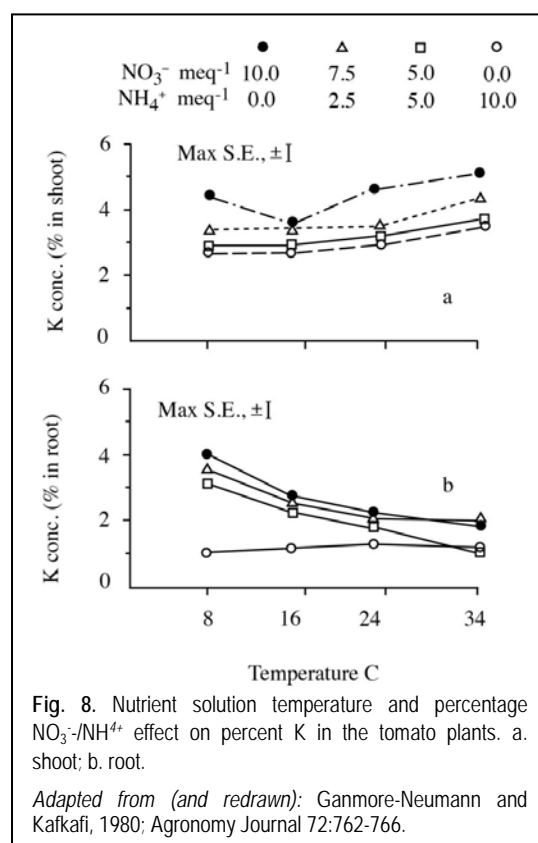 ● △ □ ○
NO₃⁻ meq⁻¹ 10.0 7.5 5.0 0.0
NH₄⁺ meq⁻¹ 0.0 2.5 5.0 10.0
6
Max S.E., ±I
4
2
0
K conc. (% in shoot)
a
6
Max S.E., ±I
4
2
0
K conc. (% in root)
b
8 16 24 34
Temperature C
Fig. 8. Nutrient solution temperature and percentage
NO₃⁻-/NH⁴⁺ effect on percent K in the tomato plants. a.
shoot; b. root.
Adapted from (and redrawn): Ganmore-Neumann and
Kafkafi, 1980; Agronomy Journal 72:762-766.